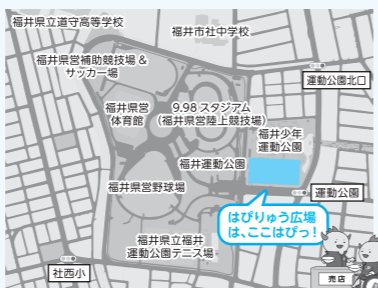 福井県立道守高等学校
福井市社中学校
福井県営補助競技場&
サッカー場
運動公園北口
福井県営
体育館
9.98 スタジアム
(福井県営陸上競技場)
福井少年
運動公園
福井運動公園
福井県営野球場
運動公園
はぴりゅう広場
は、ここはぴっ!
福井県立福井
運動公園テニス場
社西小
売店